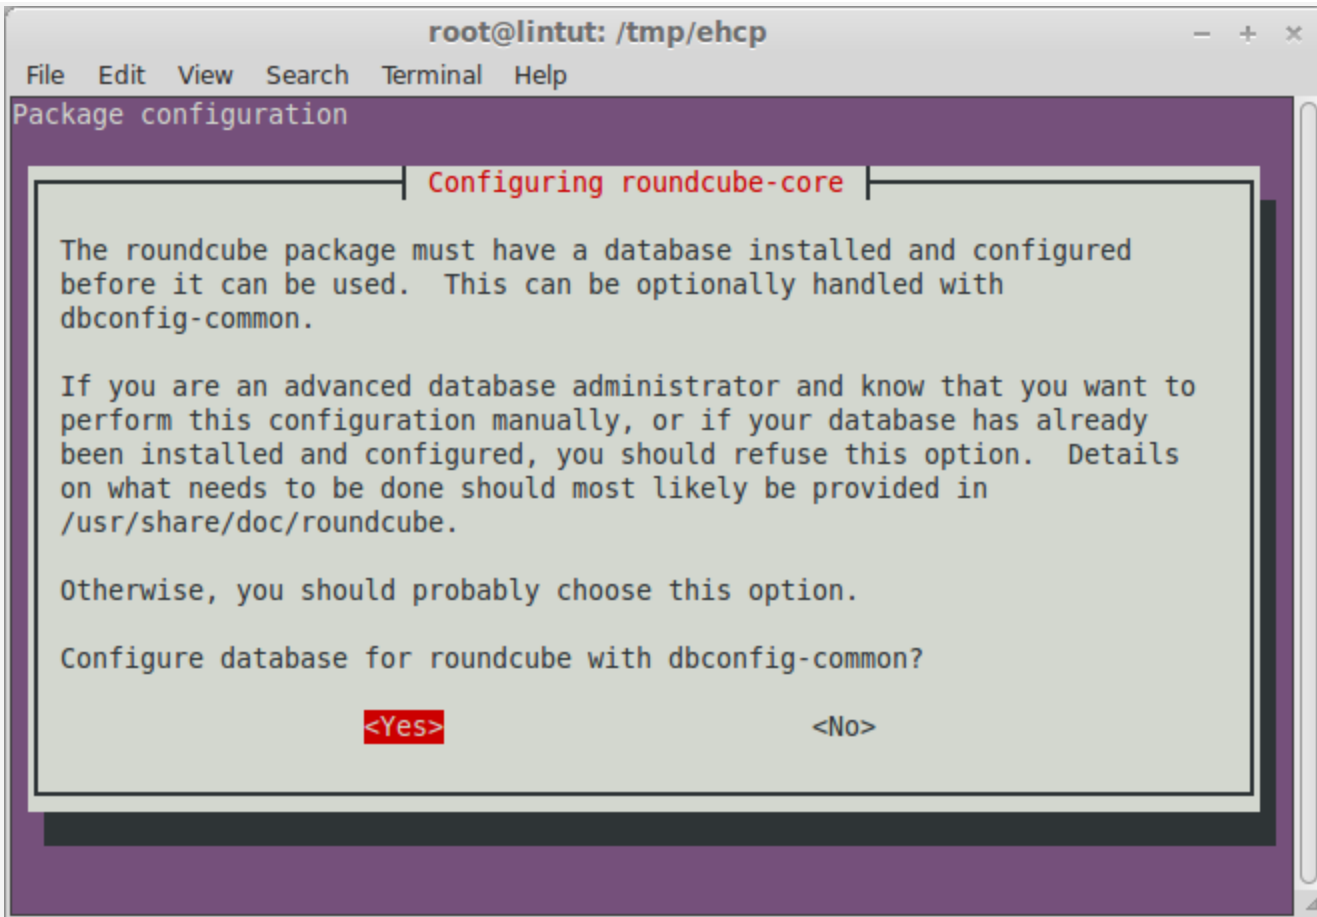 root@lintut: /tmp/ehcp
File Edit View Search Terminal Help
Package configuration
Configuring roundcube-core
The roundcube package must have a database installed and configured
before it can be used.  This can be optionally handled with
dbconfig-common.
If you are an advanced database administrator and know that you want to
perform this configuration manually, or if your database has already
been installed and configured, you should refuse this option.  Details
on what needs to be done should most likely be provided in
/usr/share/doc/roundcube.
Otherwise, you should probably choose this option.
Configure database for roundcube with dbconfig-common?
<Yes> <No>